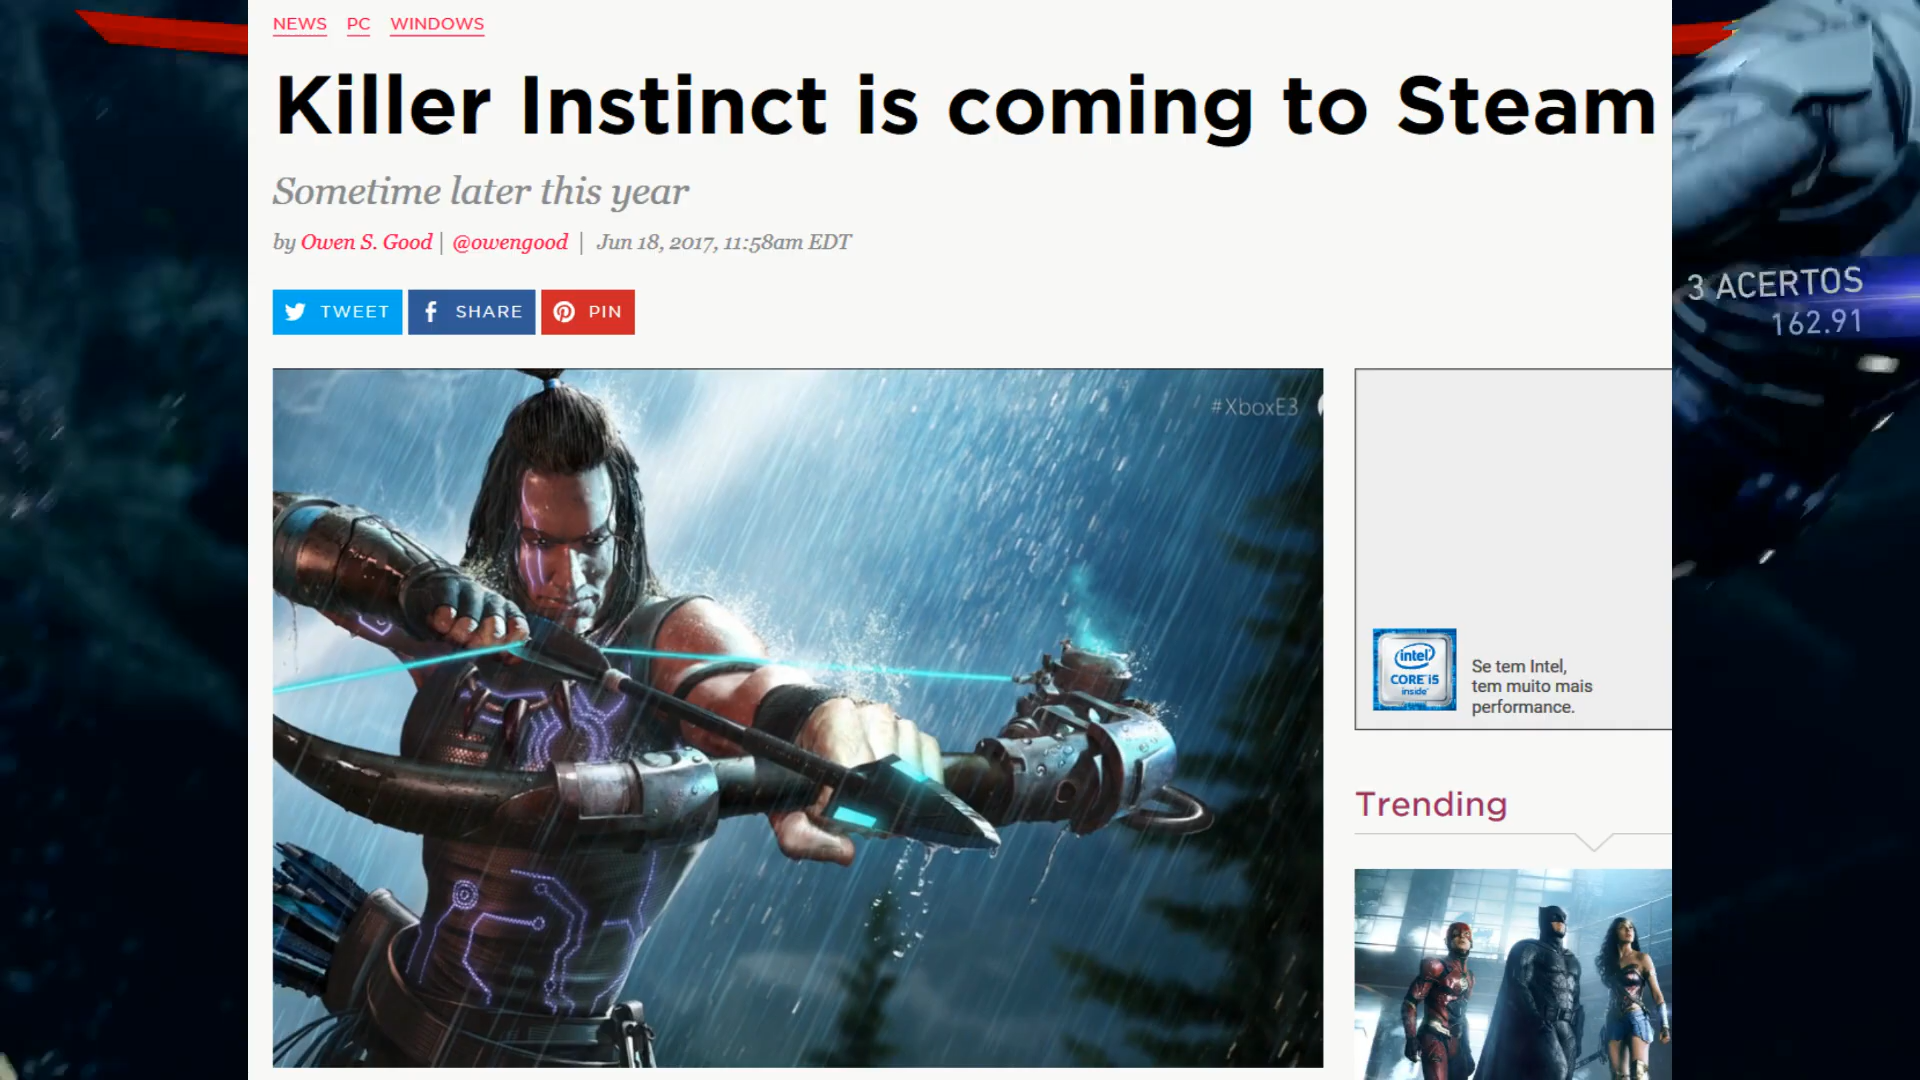 NEWS PC WINDOWS
Killer Instinct is coming to Steam
Sometime later this year
by Owen S. Good | @owengood | Jun 18, 2017, 11:58am EDT
TWEET SHARE PIN
#XboxE3
3 ACERTOS
162.91
intel
CORE i5
inside
Se tem Intel,
tem muito mais
performance.
Trending